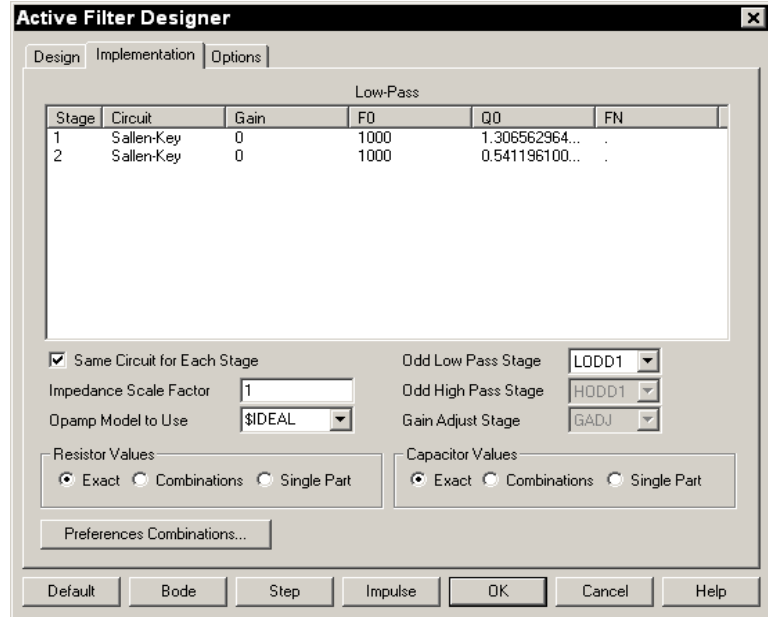 Active Filter Designer
Design Implementation Options
Low-Pass
Stage Circuit Gain F0 Q0 FN
1 Sallen-Key 0 1000 1.306562964... .
2 Sallen-Key 0 1000 0.541196100... .
Same Circuit for Each Stage Odd Low Pass Stage LODD1
Impedance Scale Factor 1 Odd High Pass Stage HODD1
Opamp Model to Use $IDEAL Gain Adjust Stage GADJ
Resistor Values Capacitor Values
Exact Combinations Single Part Exact Combinations Single Part
Preferences Combinations...
Default Bode Step Impulse OK Cancel Help